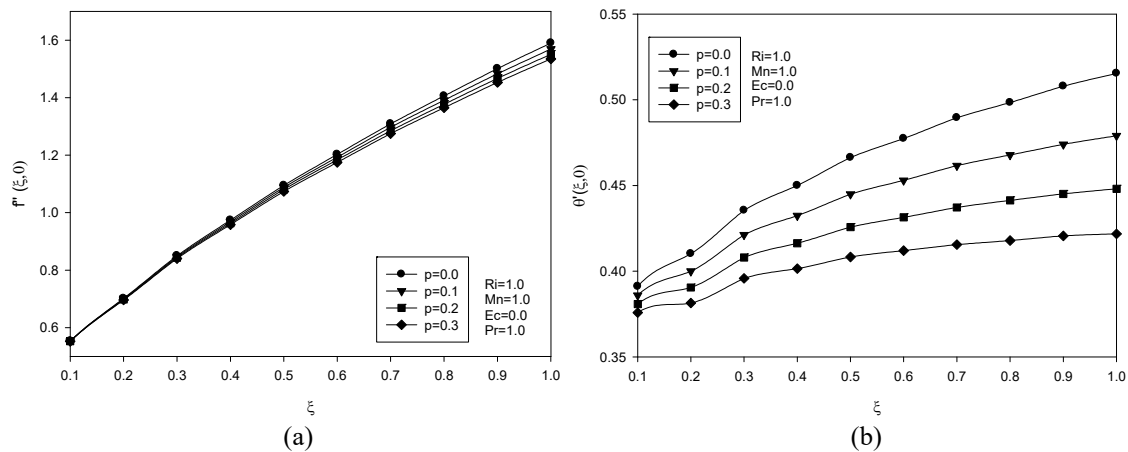 1.6
1.4
1.2
1.0
0.8
0.6
f'' (ξ,0)
p=0.0
p=0.1
p=0.2
p=0.3
Ri=1.0
Mn=1.0
Ec=0.0
Pr=1.0
0.1 0.2 0.3 0.4 0.5 0.6 0.7 0.8 0.9 1.0
ξ
(a)
0.55
0.50
0.45
0.40
0.35
θ'(ξ,0)
p=0.0
p=0.1
p=0.2
p=0.3
Ri=1.0
Mn=1.0
Ec=0.0
Pr=1.0
0.1 0.2 0.3 0.4 0.5 0.6 0.7 0.8 0.9 1.0
ξ
(b)